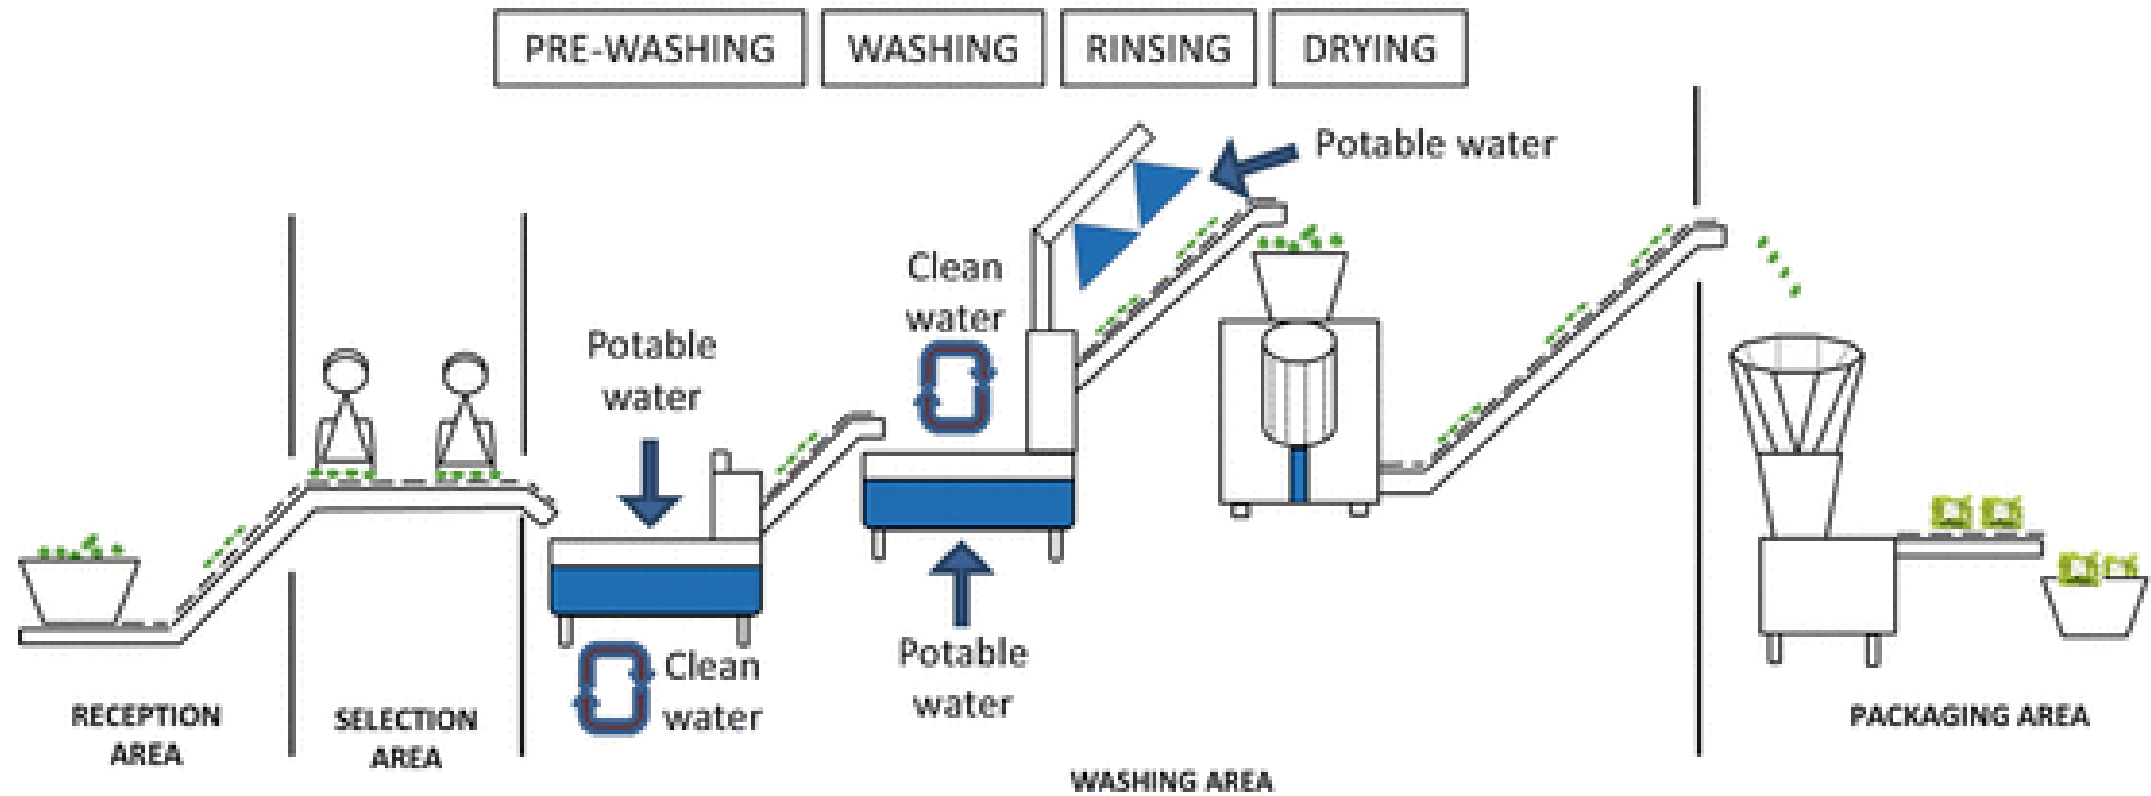 PRE-WASHING
WASHING
RINSING
DRYING
Potable water
Clean
water
Potable
water
Clean
water
Potable
water
RECEPTION
AREA
SELECTION
AREA
WASHING AREA
PACKAGING AREA